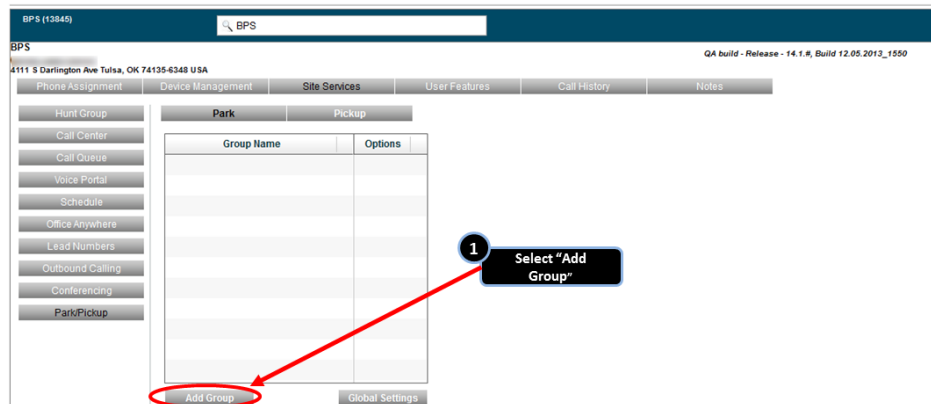 BPS (13845)
BPS
BPS
QA build - Release - 14.1.#, Build 12.05.2013_1550
4111 S Darlington Ave Tulsa, OK 74135-6348 USA
Phone Assignment
Device Management
Site Services
User Features
Call History
Notes
Hunt Group
Park
Pickup
Call Center
Group Name
Options
Call Queue
Voice Portal
Schedule
Office Anywhere
Lead Numbers
Outbound Calling
Conferencing
Park/Pickup
1
Select “Add
Group”
Add Group
Global Settings